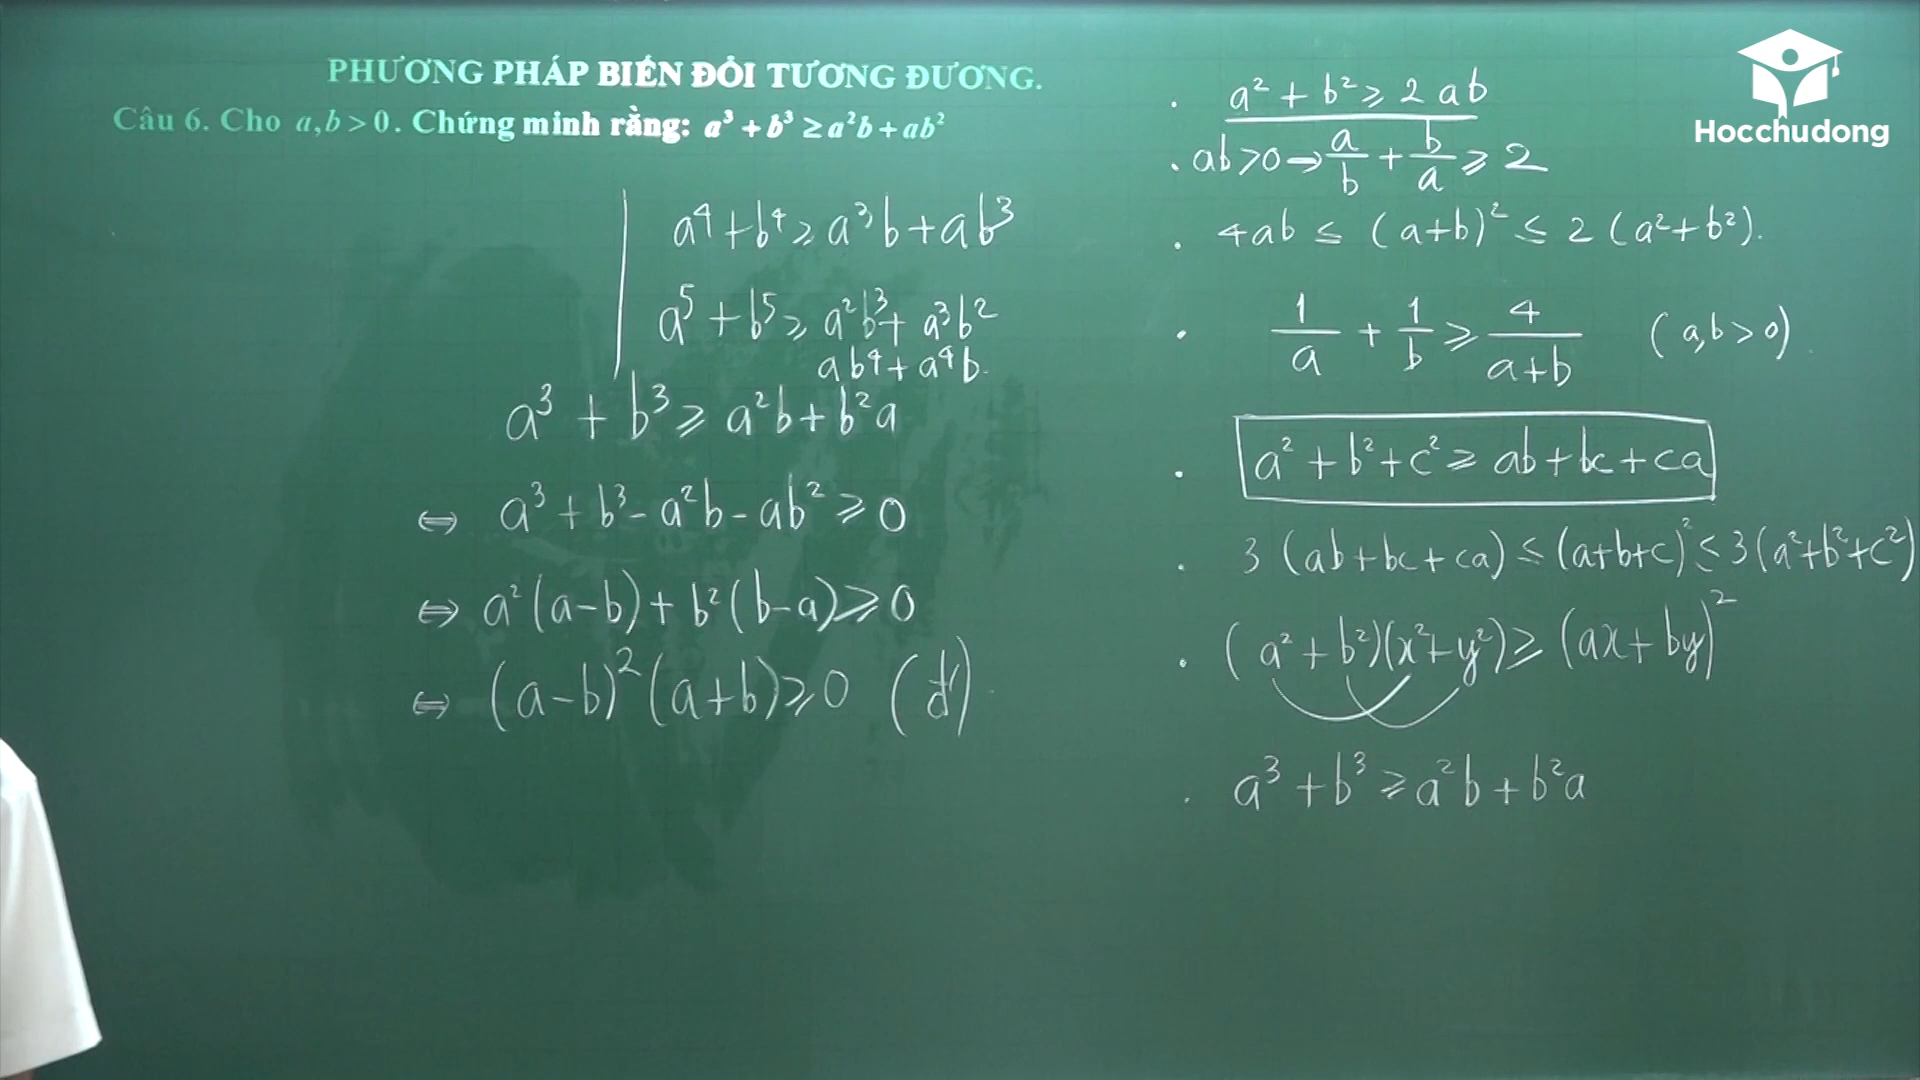 PHƯƠNG PHÁP BIẾN ĐỔI TƯƠNG ĐƯƠNG.
Câu 6. Cho a,b > 0. Chứng minh rằng: a³ + b³ ≥ a²b + ab²
a⁴ + b⁴ ≥ a³b + ab³
a⁵ + b⁵ ≥ a²b³ + a³b²
ab⁴ + a⁴b.
a³ + b³ ≥ a²b + b²a
⇔ a³ + b³ - a²b - ab² ≥ 0
⇔ a²(a-b) + b²(b-a) ≥ 0
⇔ (a-b)²(a+b) ≥ 0 (đ)
. a² + b² ≥ 2ab
. ab > 0 → a/b + b/a ≥ 2
. 4ab ≤ (a+b)² ≤ 2(a² + b²).
. 1/a + 1/b ≥ 4/(a+b) (a,b > 0)
. a² + b² + c² ≥ ab + bc + ca
. 3(ab + bc + ca) ≤ (a+b+c)² ≤ 3(a² + b² + c²)
. (a² + b²)(x² + y²) ≥ (ax + by)²
. a³ + b³ ≥ a²b + b²a
Hocchudong